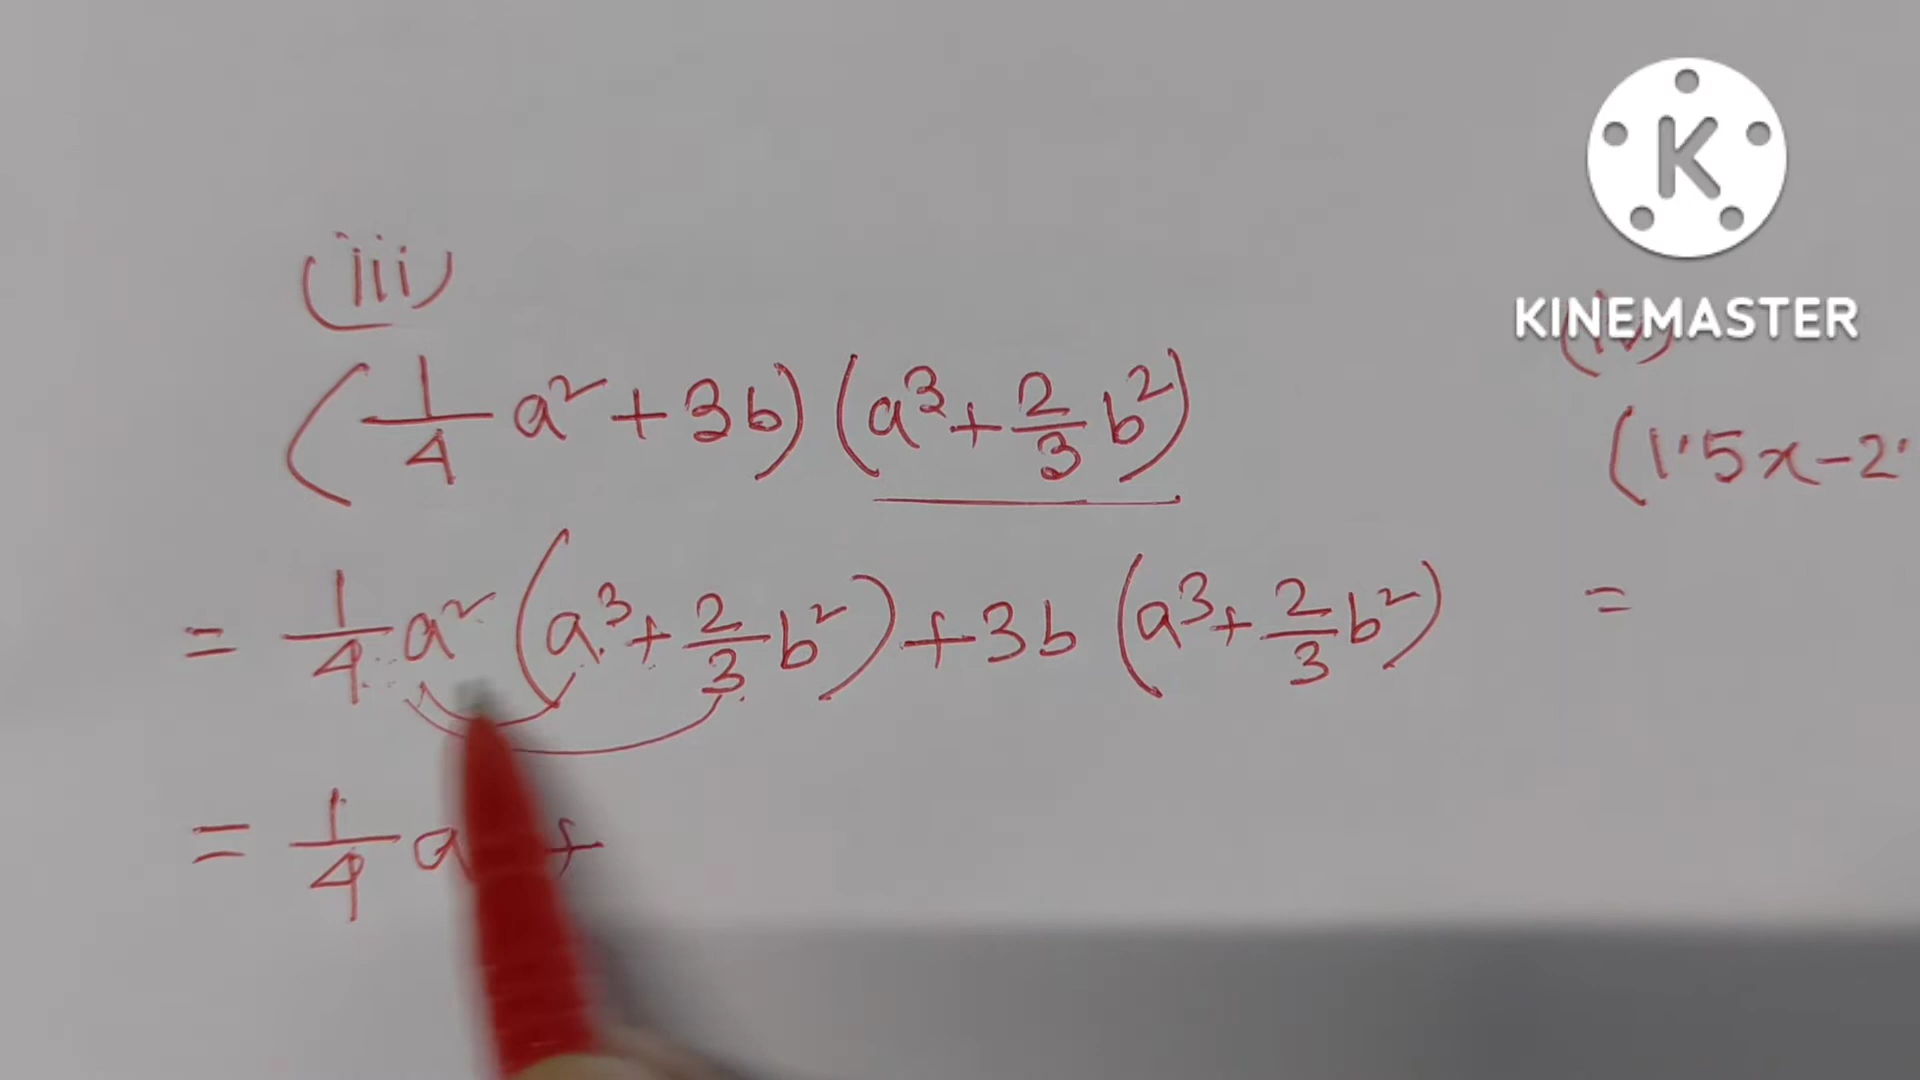 (iii)
(1/4 a² + 3b) (a³ + 2/3 b²)
= 1/4 a² (a³ + 2/3 b²) + 3b (a³ + 2/3 b²)
= 1/4 a +
KINEMASTER
(iv)
(1·5x-2·
=